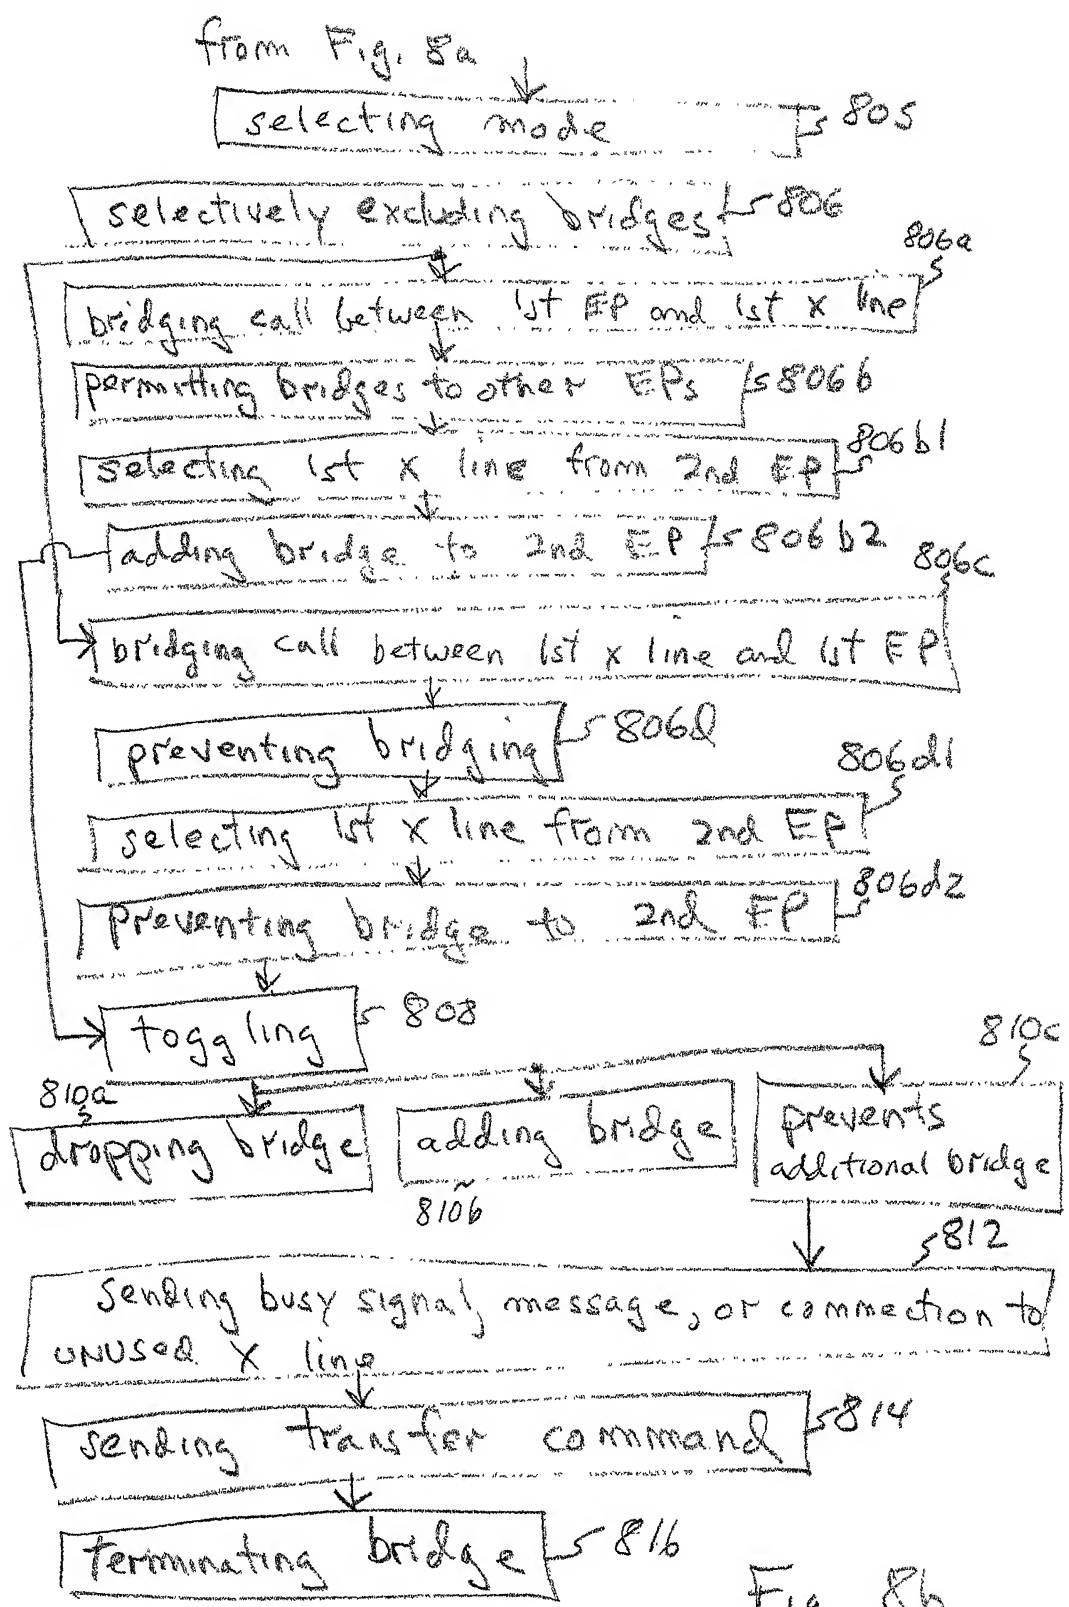 from Fig. 8a
selecting mode 805
selectively excluding bridges 806
806a
bridging call between 1st EP and 1st x line
permitting bridges to other EPs 806b
806b1
selecting 1st x line from 2nd EP
adding bridge to 2nd EP 806b2
806c
bridging call between 1st x line and 1st EP
preventing bridging 806d
806d1
selecting 1st x line from 2nd EP
806d2
preventing bridge to 2nd EP
toggling 808
810c
810a
dropping bridge
adding bridge
prevents
additional bridge
810b
812
sending busy signal, message, or connection to
unused x line
sending transfer command 814
terminating bridge 816
Fig. 8b